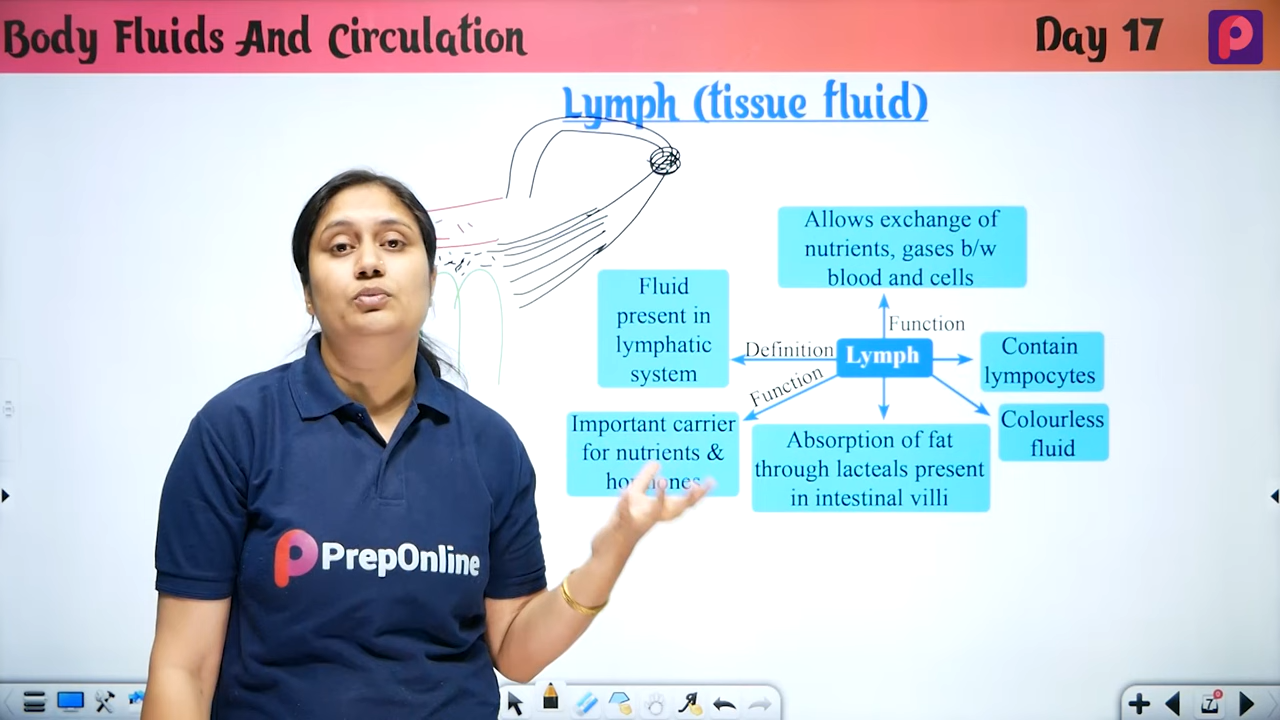 Body Fluids And Circulation
Day 17
Lymph (tissue fluid)
Allows exchange of
nutrients, gases b/w
blood and cells
Function
Fluid
present in
lymphatic
system
Definition
Lymph
Contain
lympocytes
Function
Important carrier
for nutrients &
hormones
Absorption of fat
through lacteals present
in intestinal villi
Colourless
fluid
PrepOnline